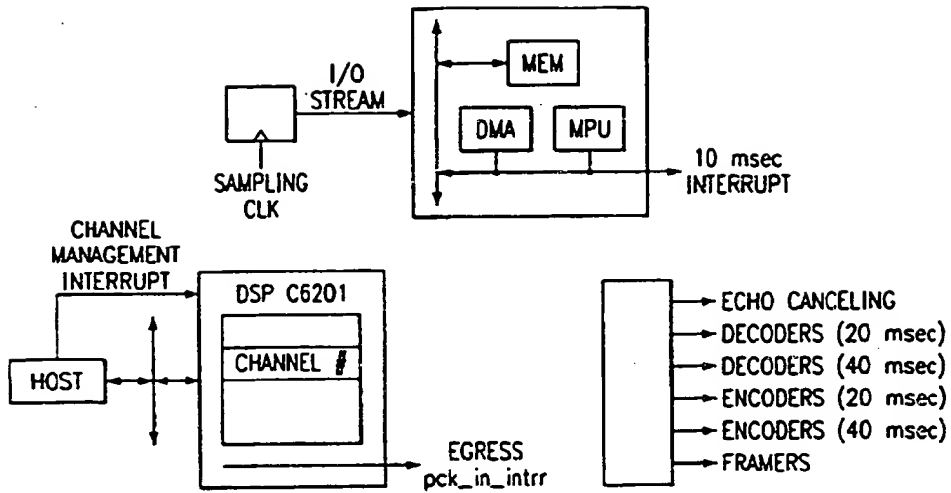 I/O
STREAM
MEM
DMA
MPU
SAMPLING
CLK
10 msec
INTERRUPT
CHANNEL
MANAGEMENT
INTERRUPT
DSP C6201
CHANNEL #
HOST
EGRESS
pck_in_intrr
ECHO CANCELING
DECODERS (20 msec)
DECODERS (40 msec)
ENCODERS (20 msec)
ENCODERS (40 msec)
FRAMERS